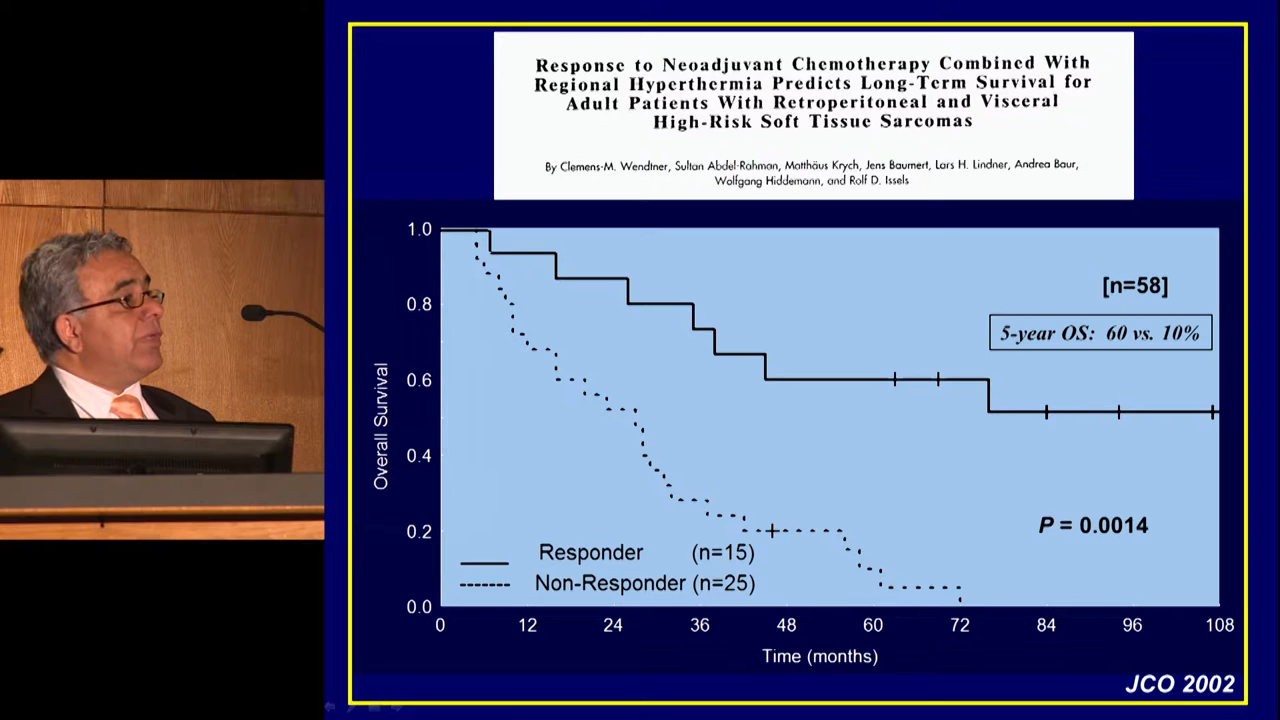 Response to Neoadjuvant Chemotherapy Combined With
Regional Hyperthermia Predicts Long-Term Survival for
Adult Patients With Retroperitoneal and Visceral
High-Risk Soft Tissue Sarcomas
By Clemens-M. Wendtner, Sultan Abdel-Rahman, Matthäus Krych, Jens Baumert, Lars H. Lindner, Andrea Baur,
Wolfgang Hiddemann, and Rolf D. Issels
1.0
0.8
0.6
0.4
0.2
0.0
Overall Survival
[n=58]
5-year OS: 60 vs. 10%
P = 0.0014
Responder (n=15)
Non-Responder (n=25)
0 12 24 36 48 60 72 84 96 108
Time (months)
JCO 2002